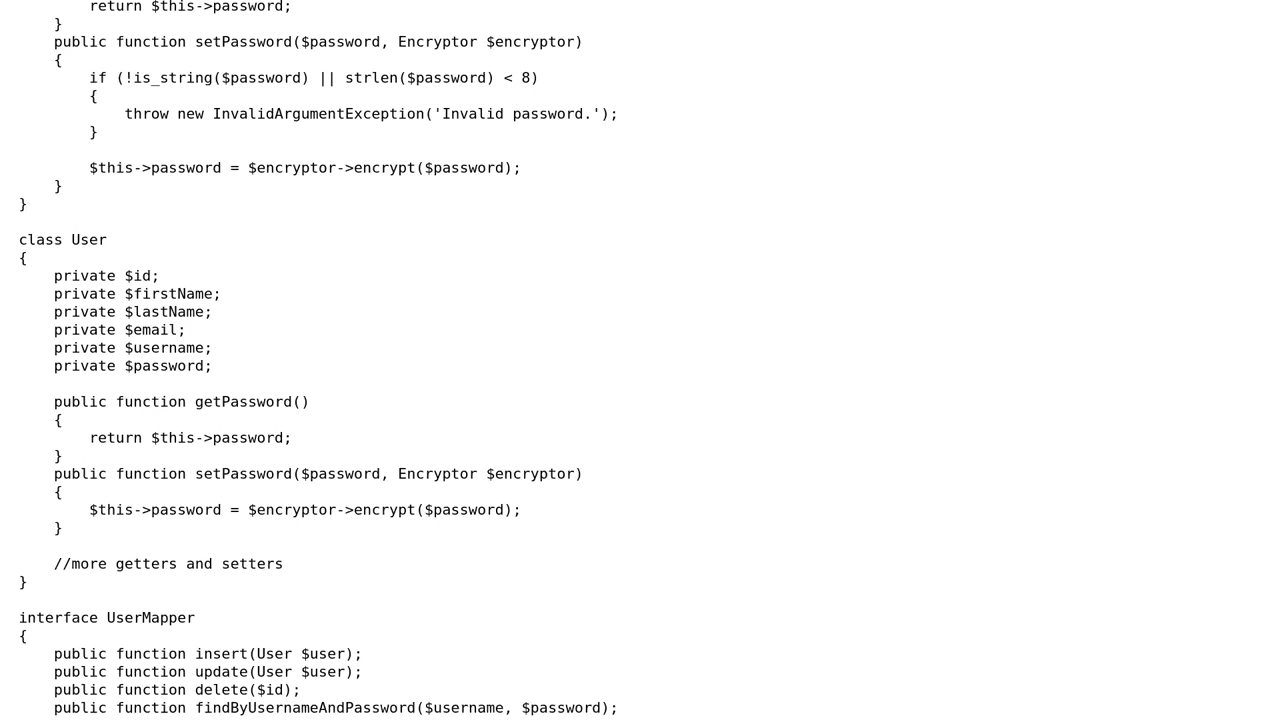 return $this->password;
    }
    public function setPassword($password, Encryptor $encryptor)
    {
        if (!is_string($password) || strlen($password) < 8)
        {
            throw new InvalidArgumentException('Invalid password.');
        }

        $this->password = $encryptor->encrypt($password);
    }
}

class User
{
    private $id;
    private $firstName;
    private $lastName;
    private $email;
    private $username;
    private $password;

    public function getPassword()
    {
        return $this->password;
    }
    public function setPassword($password, Encryptor $encryptor)
    {
        $this->password = $encryptor->encrypt($password);
    }

    //more getters and setters
}

interface UserMapper
{
    public function insert(User $user);
    public function update(User $user);
    public function delete($id);
    public function findByUsernameAndPassword($username, $password);